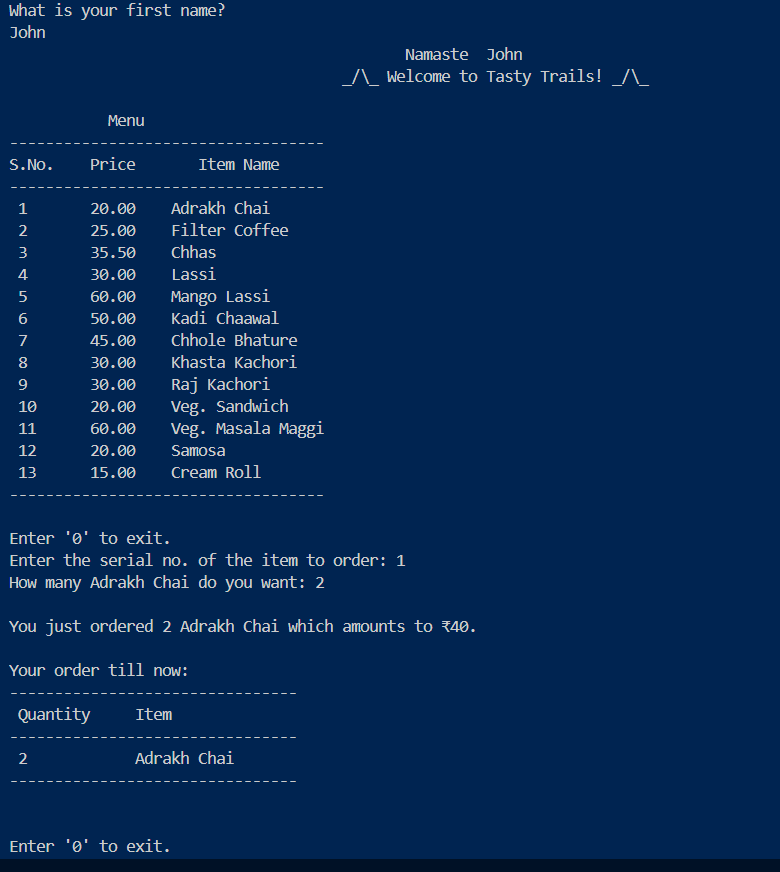 What is your first name?
John
Namaste  John
_/\_ Welcome to Tasty Trails! _/\_
Menu
-----------------------------------
S.No.    Price       Item Name
-----------------------------------
1       20.00    Adrakh Chai
2       25.00    Filter Coffee
3       35.50    Chhas
4       30.00    Lassi
5       60.00    Mango Lassi
6       50.00    Kadi Chaawal
7       45.00    Chhole Bhature
8       30.00    Khasta Kachori
9       30.00    Raj Kachori
10      20.00    Veg. Sandwich
11      60.00    Veg. Masala Maggi
12      20.00    Samosa
13      15.00    Cream Roll
-----------------------------------
Enter '0' to exit.
Enter the serial no. of the item to order: 1
How many Adrakh Chai do you want: 2
You just ordered 2 Adrakh Chai which amounts to ₹40.
Your order till now:
--------------------------------
Quantity     Item
--------------------------------
2            Adrakh Chai
--------------------------------
Enter '0' to exit.